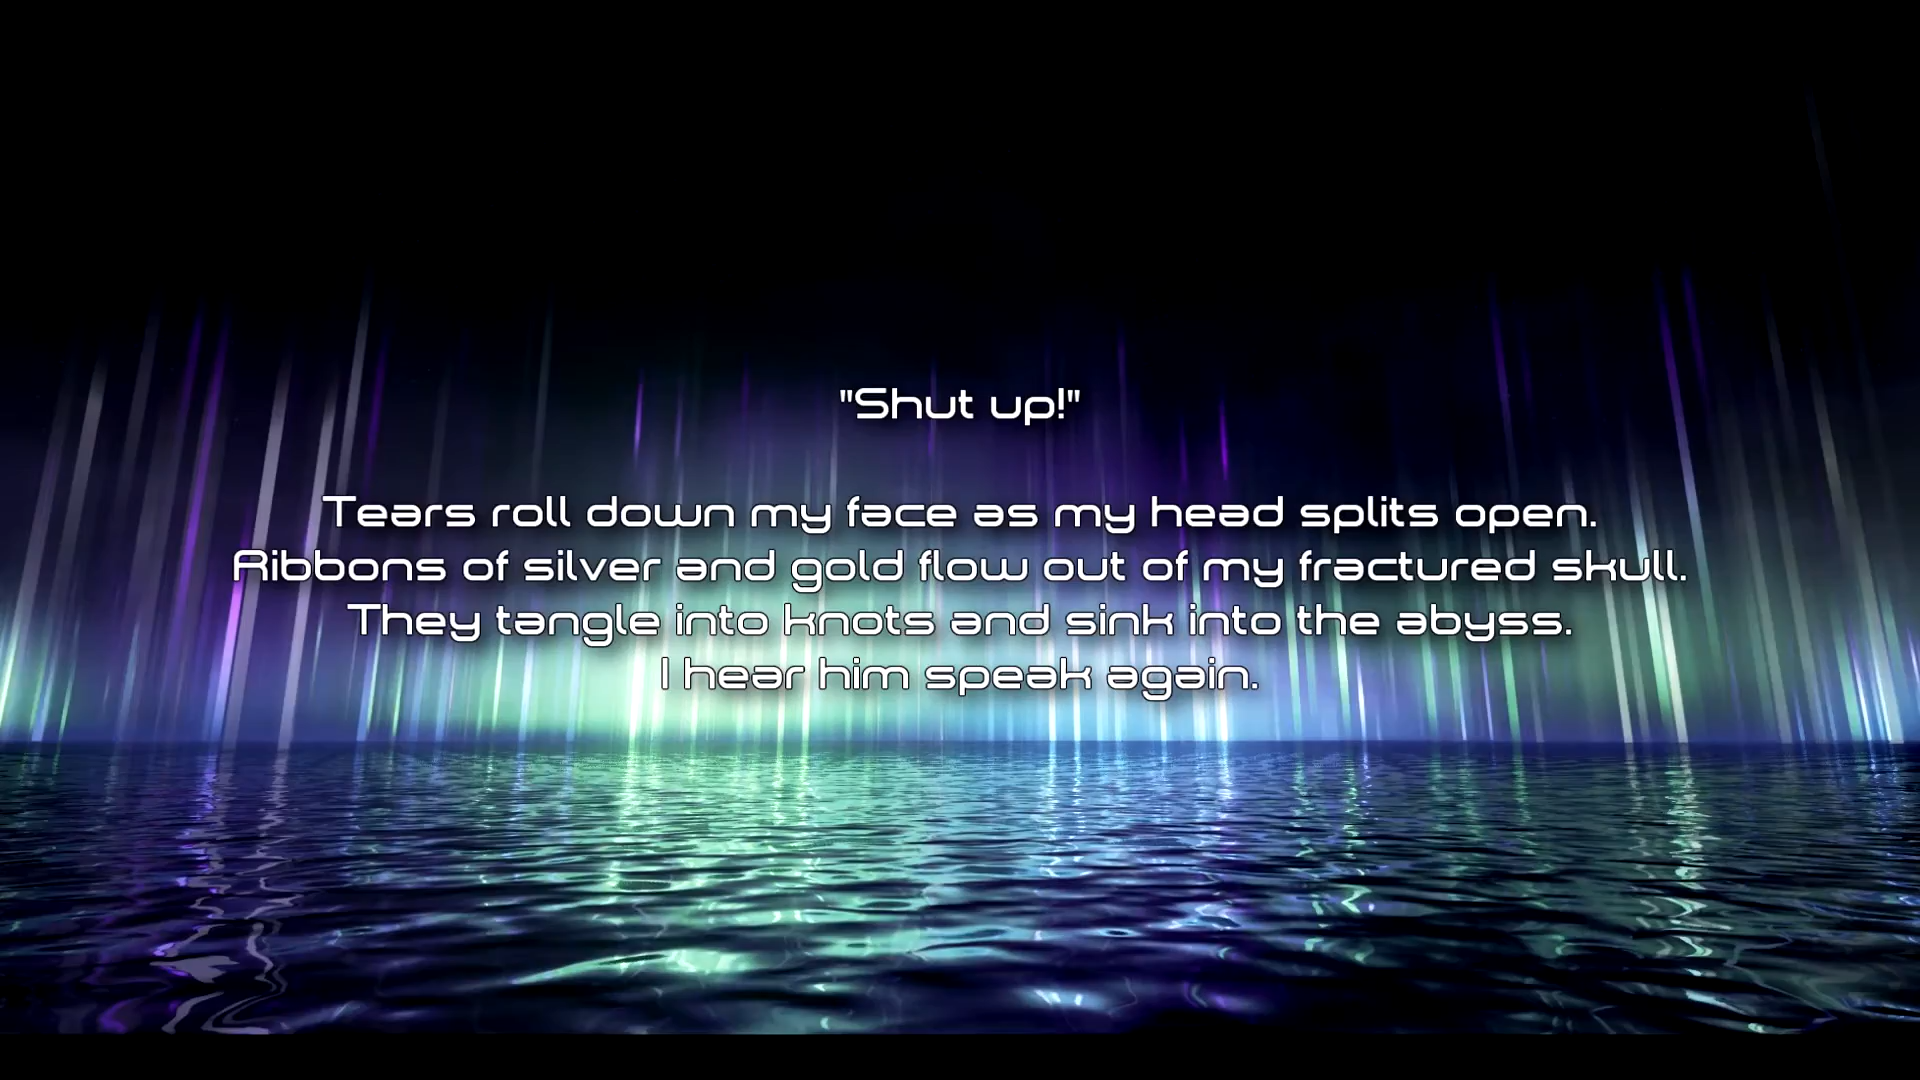 "Shut up!"
Tears roll down my face as my head splits open.
Ribbons of silver and gold flow out of my fractured skull.
They tangle into knots and sink into the abyss.
I hear him speak again.